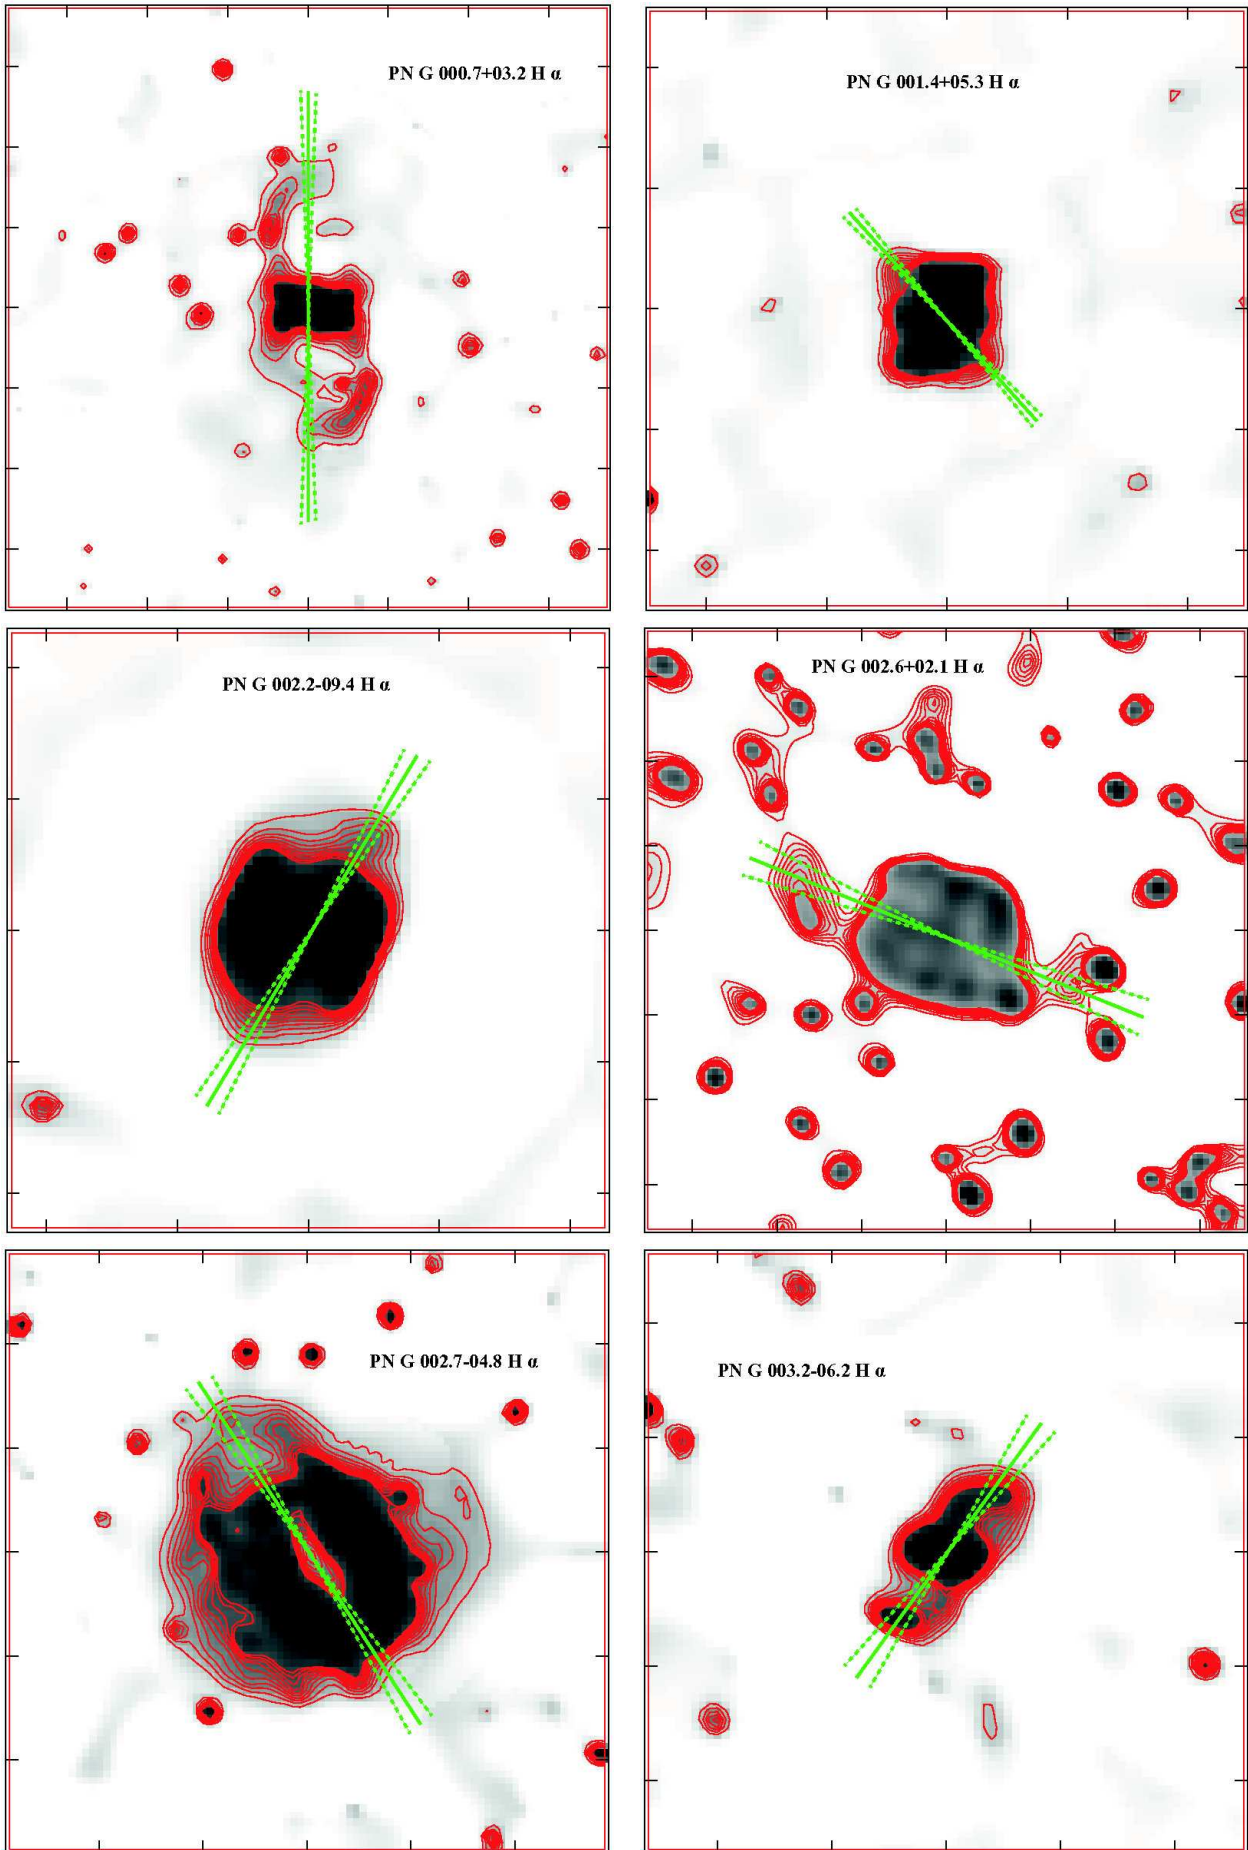 PN G 000.7+03.2 H α
PN G 001.4+05.3 H α
PN G 002.2-09.4 H α
PN G 002.6+02.1 H α
PN G 002.7-04.8 H α
PN G 003.2-06.2 H α